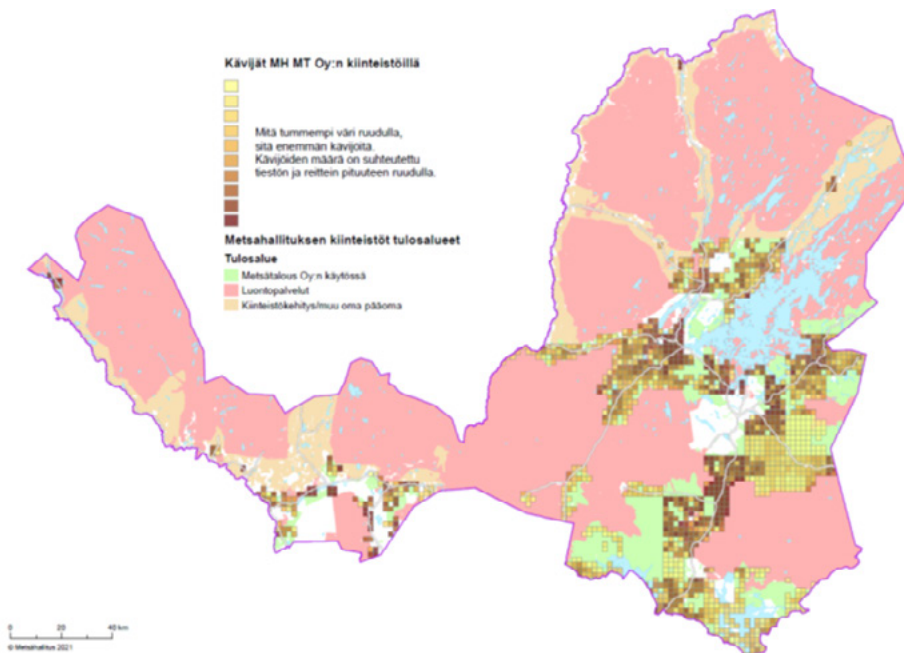 Kävijät MH MT Oy:n kiinteistöillä
Mitä tummempi väri ruudulla,
sitä enemmän kävijöitä.
Kävijöiden määrä on suhteutettu
tiestön ja reittein pituuteen ruudulla.
Metsahallituksen kiinteistöt tulosalueet
Tulosalue
Metsätalous Oy:n käytössä
Luontopalvelut
Kiinteistökehitys/muu oma pääoma
0 20 40 km
© Metsähallitus 2021